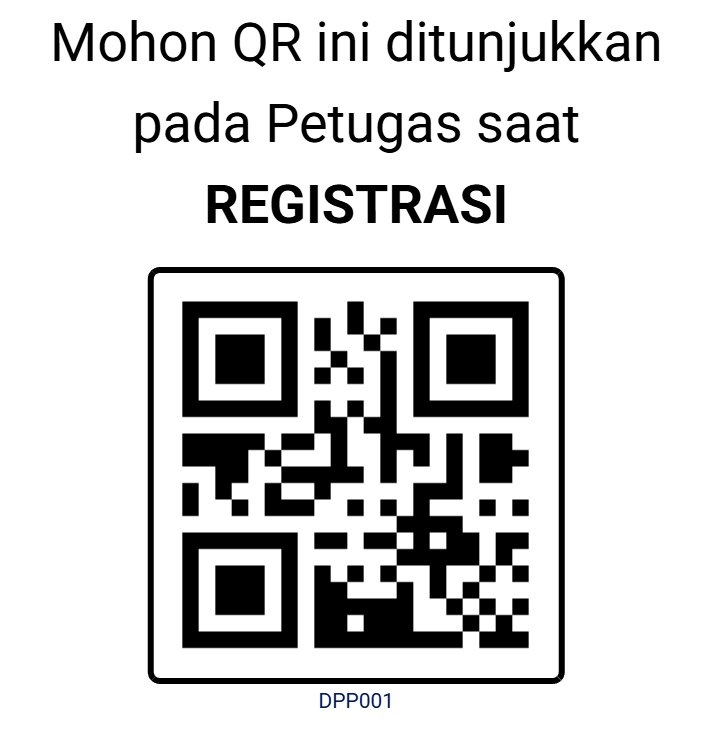 Mohon QR ini ditunjukkan
pada Petugas saat
REGISTRASI
DPP001